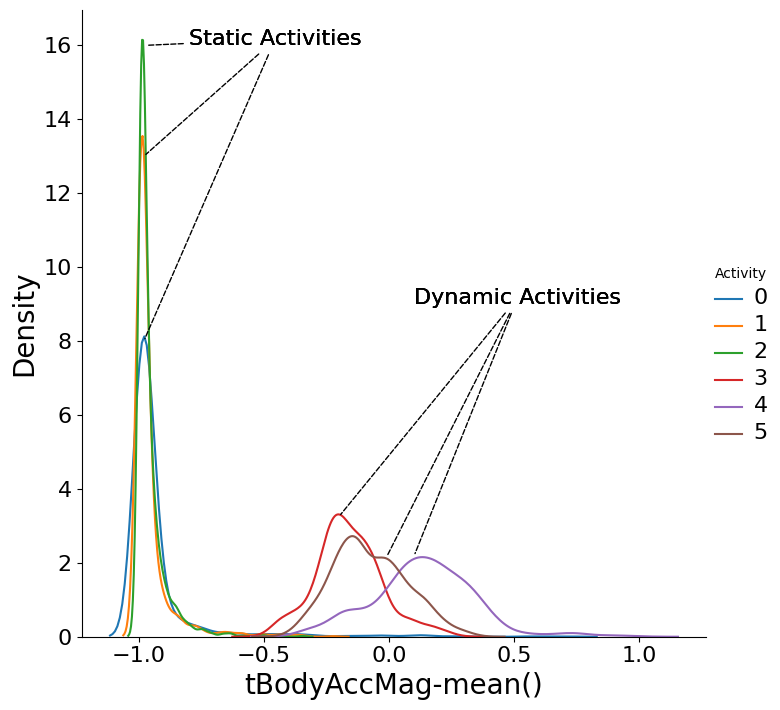 Static Activities
Dynamic Activities
Density
16
14
12
10
8
6
4
2
0
−1.0 −0.5 0.0 0.5 1.0
tBodyAccMag-mean()
Activity
0
1
2
3
4
5